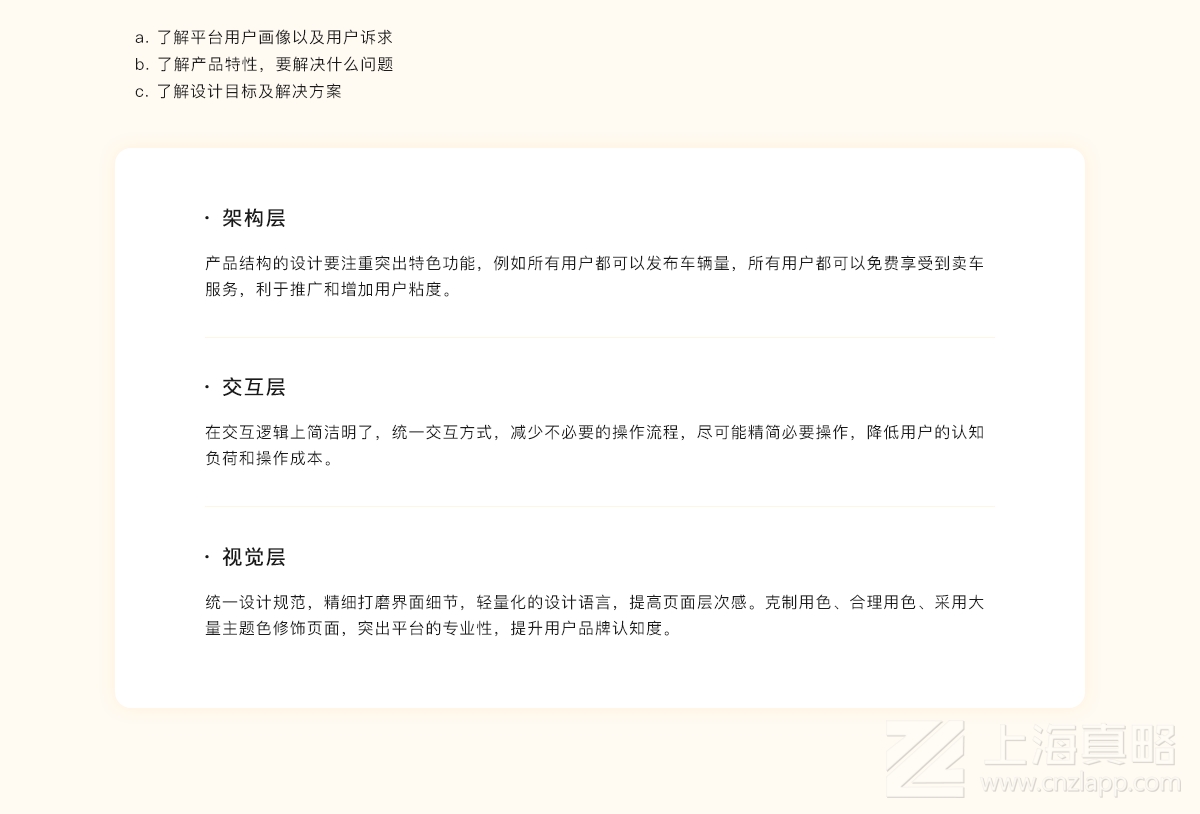 a. 了解平台用户画像以及用户诉求
b. 了解产品特性，要解决什么问题
c. 了解设计目标及解决方案
· 架构层
产品结构的设计要注重突出特色功能，例如所有用户都可以发布车辆量，所有用户都可以免费享受到卖车
服务，利于推广和增加用户粘度。
· 交互层
在交互逻辑上简洁明了，统一交互方式，减少不必要的操作流程，尽可能精简必要操作，降低用户的认知
负荷和操作成本。
· 视觉层
统一设计规范，精细打磨界面细节，轻量化的设计语言，提高页面层次感。克制用色、合理用色、采用大
量主题色修饰页面，突出平台的专业性，提升用户品牌认知度。
上海真略
www.cnzlapp.com